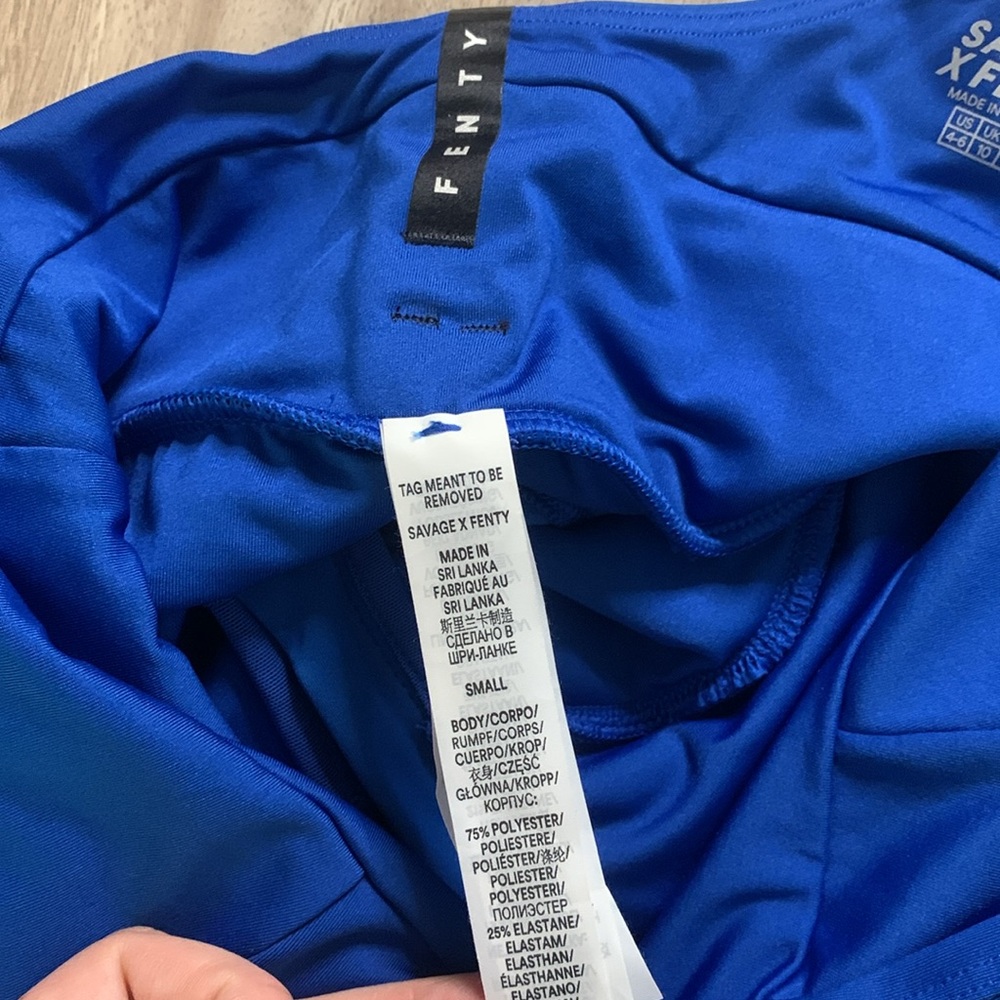 FENTY
SA
X FE
MADE IN
US
4-6 10
TAG MEANT TO BE
REMOVED
SAVAGE X FENTY
MADE IN
SRI LANKA
FABRIQUÉ AU
SRI LANKA
斯里兰卡制造
СДЕЛАНО В
ШРИ-ЛАНКЕ
SMALL
BODY/CORPO/
RUMPF/CORPS/
CUERPO/KROP/
衣身/CZĘŚĆ
GŁÓWNA/KROPP/
КОРПУС:
75% POLYESTER/
POLIESTERE/
POLIÉSTER/涤纶/
POLIESTER/
POLYESTERI/
ПОЛИЭСТЕР
25% ELASTANE/
ELASTAM/
ELASTHAN/
ÉLASTHANNE/
ELASTANO/